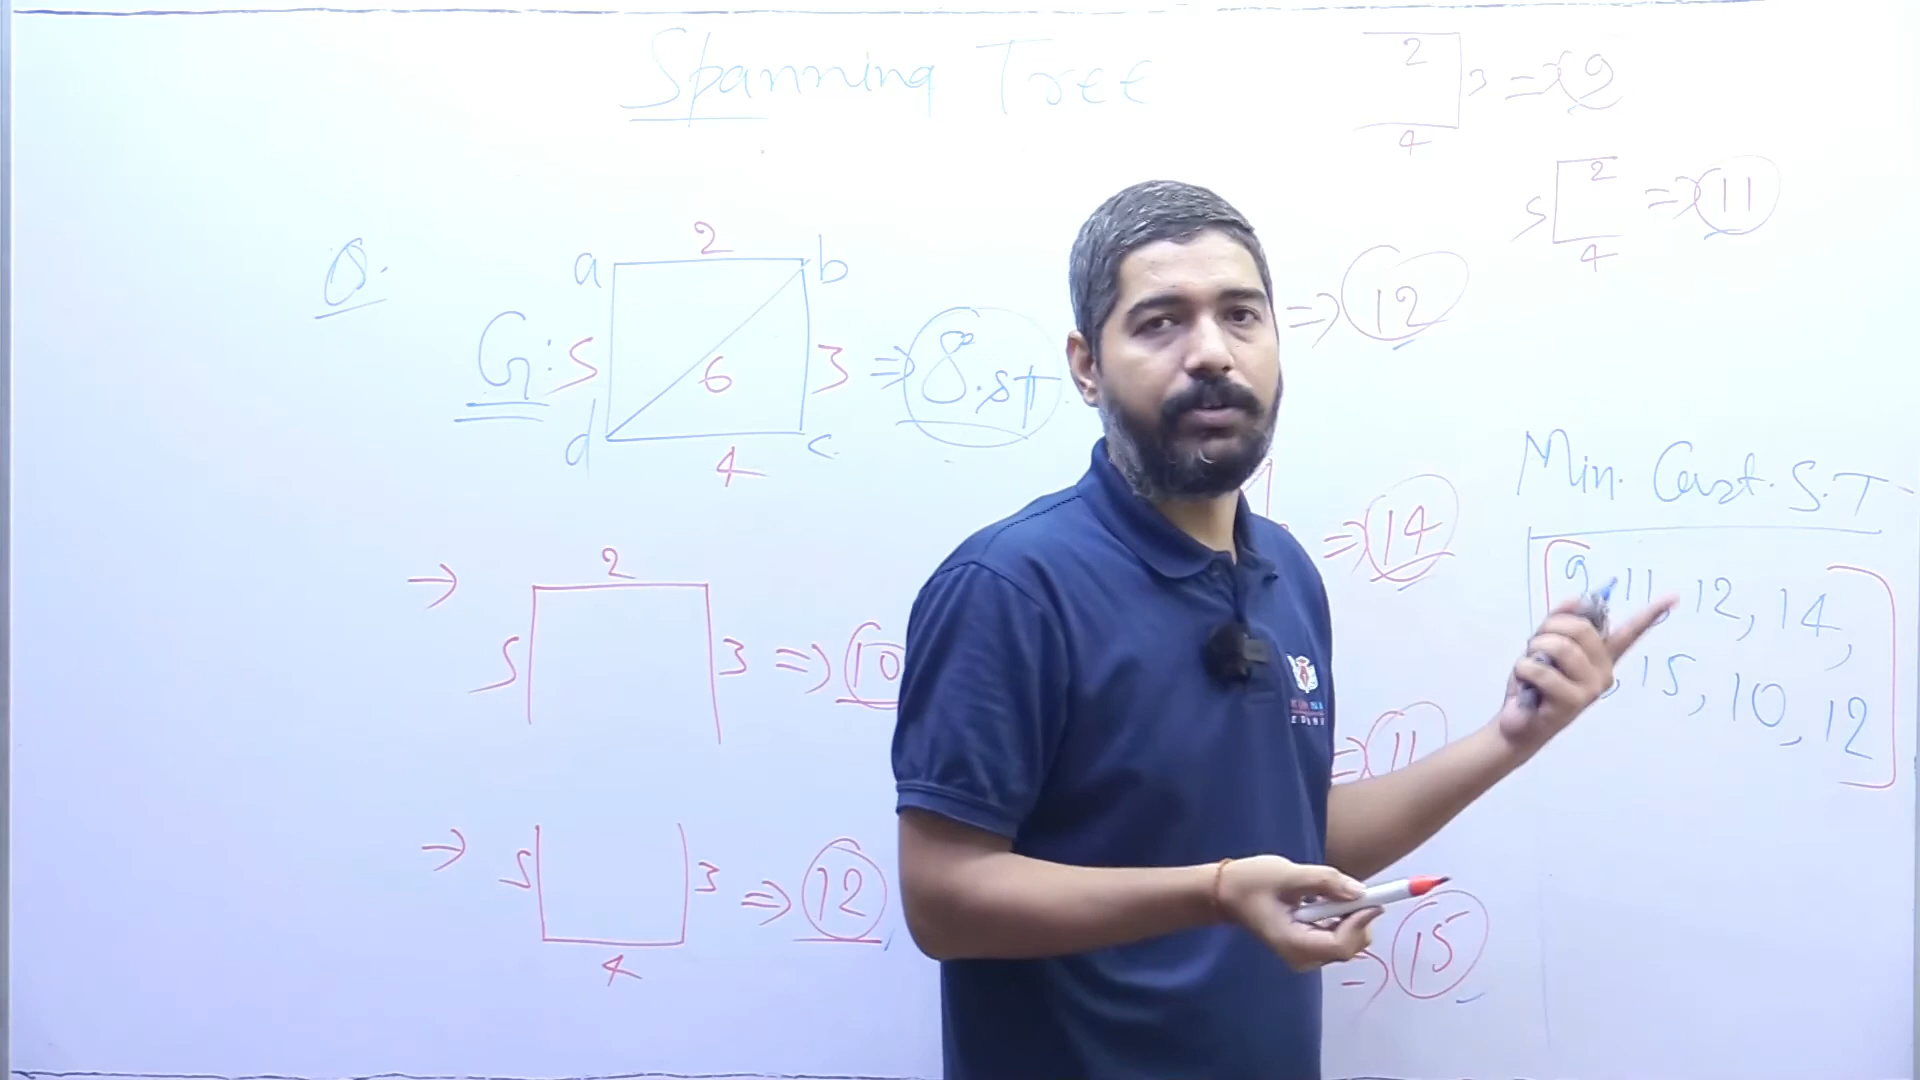 Spanning Tree
2
3 => 9
4
2
5 => 11
4
Q.
2
a b
G: 5 6 3 => 8.ST
d c
4
=> 12
=> 14
2
5 3 => 10
=> 11
5 3 => 12
4
=> 15
Min. Cost. S.T
9, 11, 12, 14,
15, 10, 12